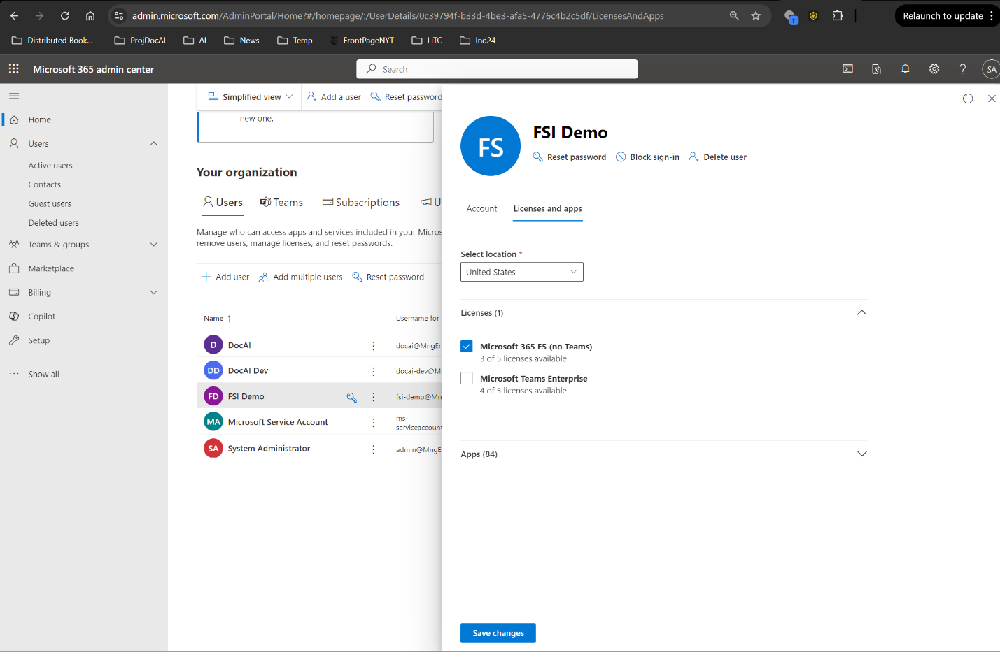 admin.microsoft.com/AdminPortal/Home?#/homepage/:/UserDetails/0c39794f-b33d-4be3-afa5-4776c4b2c5df/LicensesAndApps
?
Relaunch to update
Distributed Book... ProjDocAI AI News Temp FrontPageNYT LiTC Ind24
Microsoft 365 admin center
Search
?
SA
Home
Users
Active users
Contacts
Guest users
Deleted users
Teams & groups
Marketplace
Billing
Copilot
Setup
Show all
Simplified view Add a user Reset password
new one.
Your organization
Users Teams Subscriptions U
Manage who can access apps and services included in your Micros
remove users, manage licenses, and reset passwords.
Add user Add multiple users Reset password
Name ↑ Username for
D DocAI docai@MngEn
DD DocAI Dev docai-dev@M
FD FSI Demo fsi-demo@Mn
MA Microsoft Service Account ms-
serviceaccount
SA System Administrator admin@MngE
FS
FSI Demo
Reset password Block sign-in Delete user
Account Licenses and apps
Select location *
United States
Licenses (1)
Microsoft 365 E5 (no Teams)
3 of 5 licenses available
Microsoft Teams Enterprise
4 of 5 licenses available
Apps (84)
Save changes